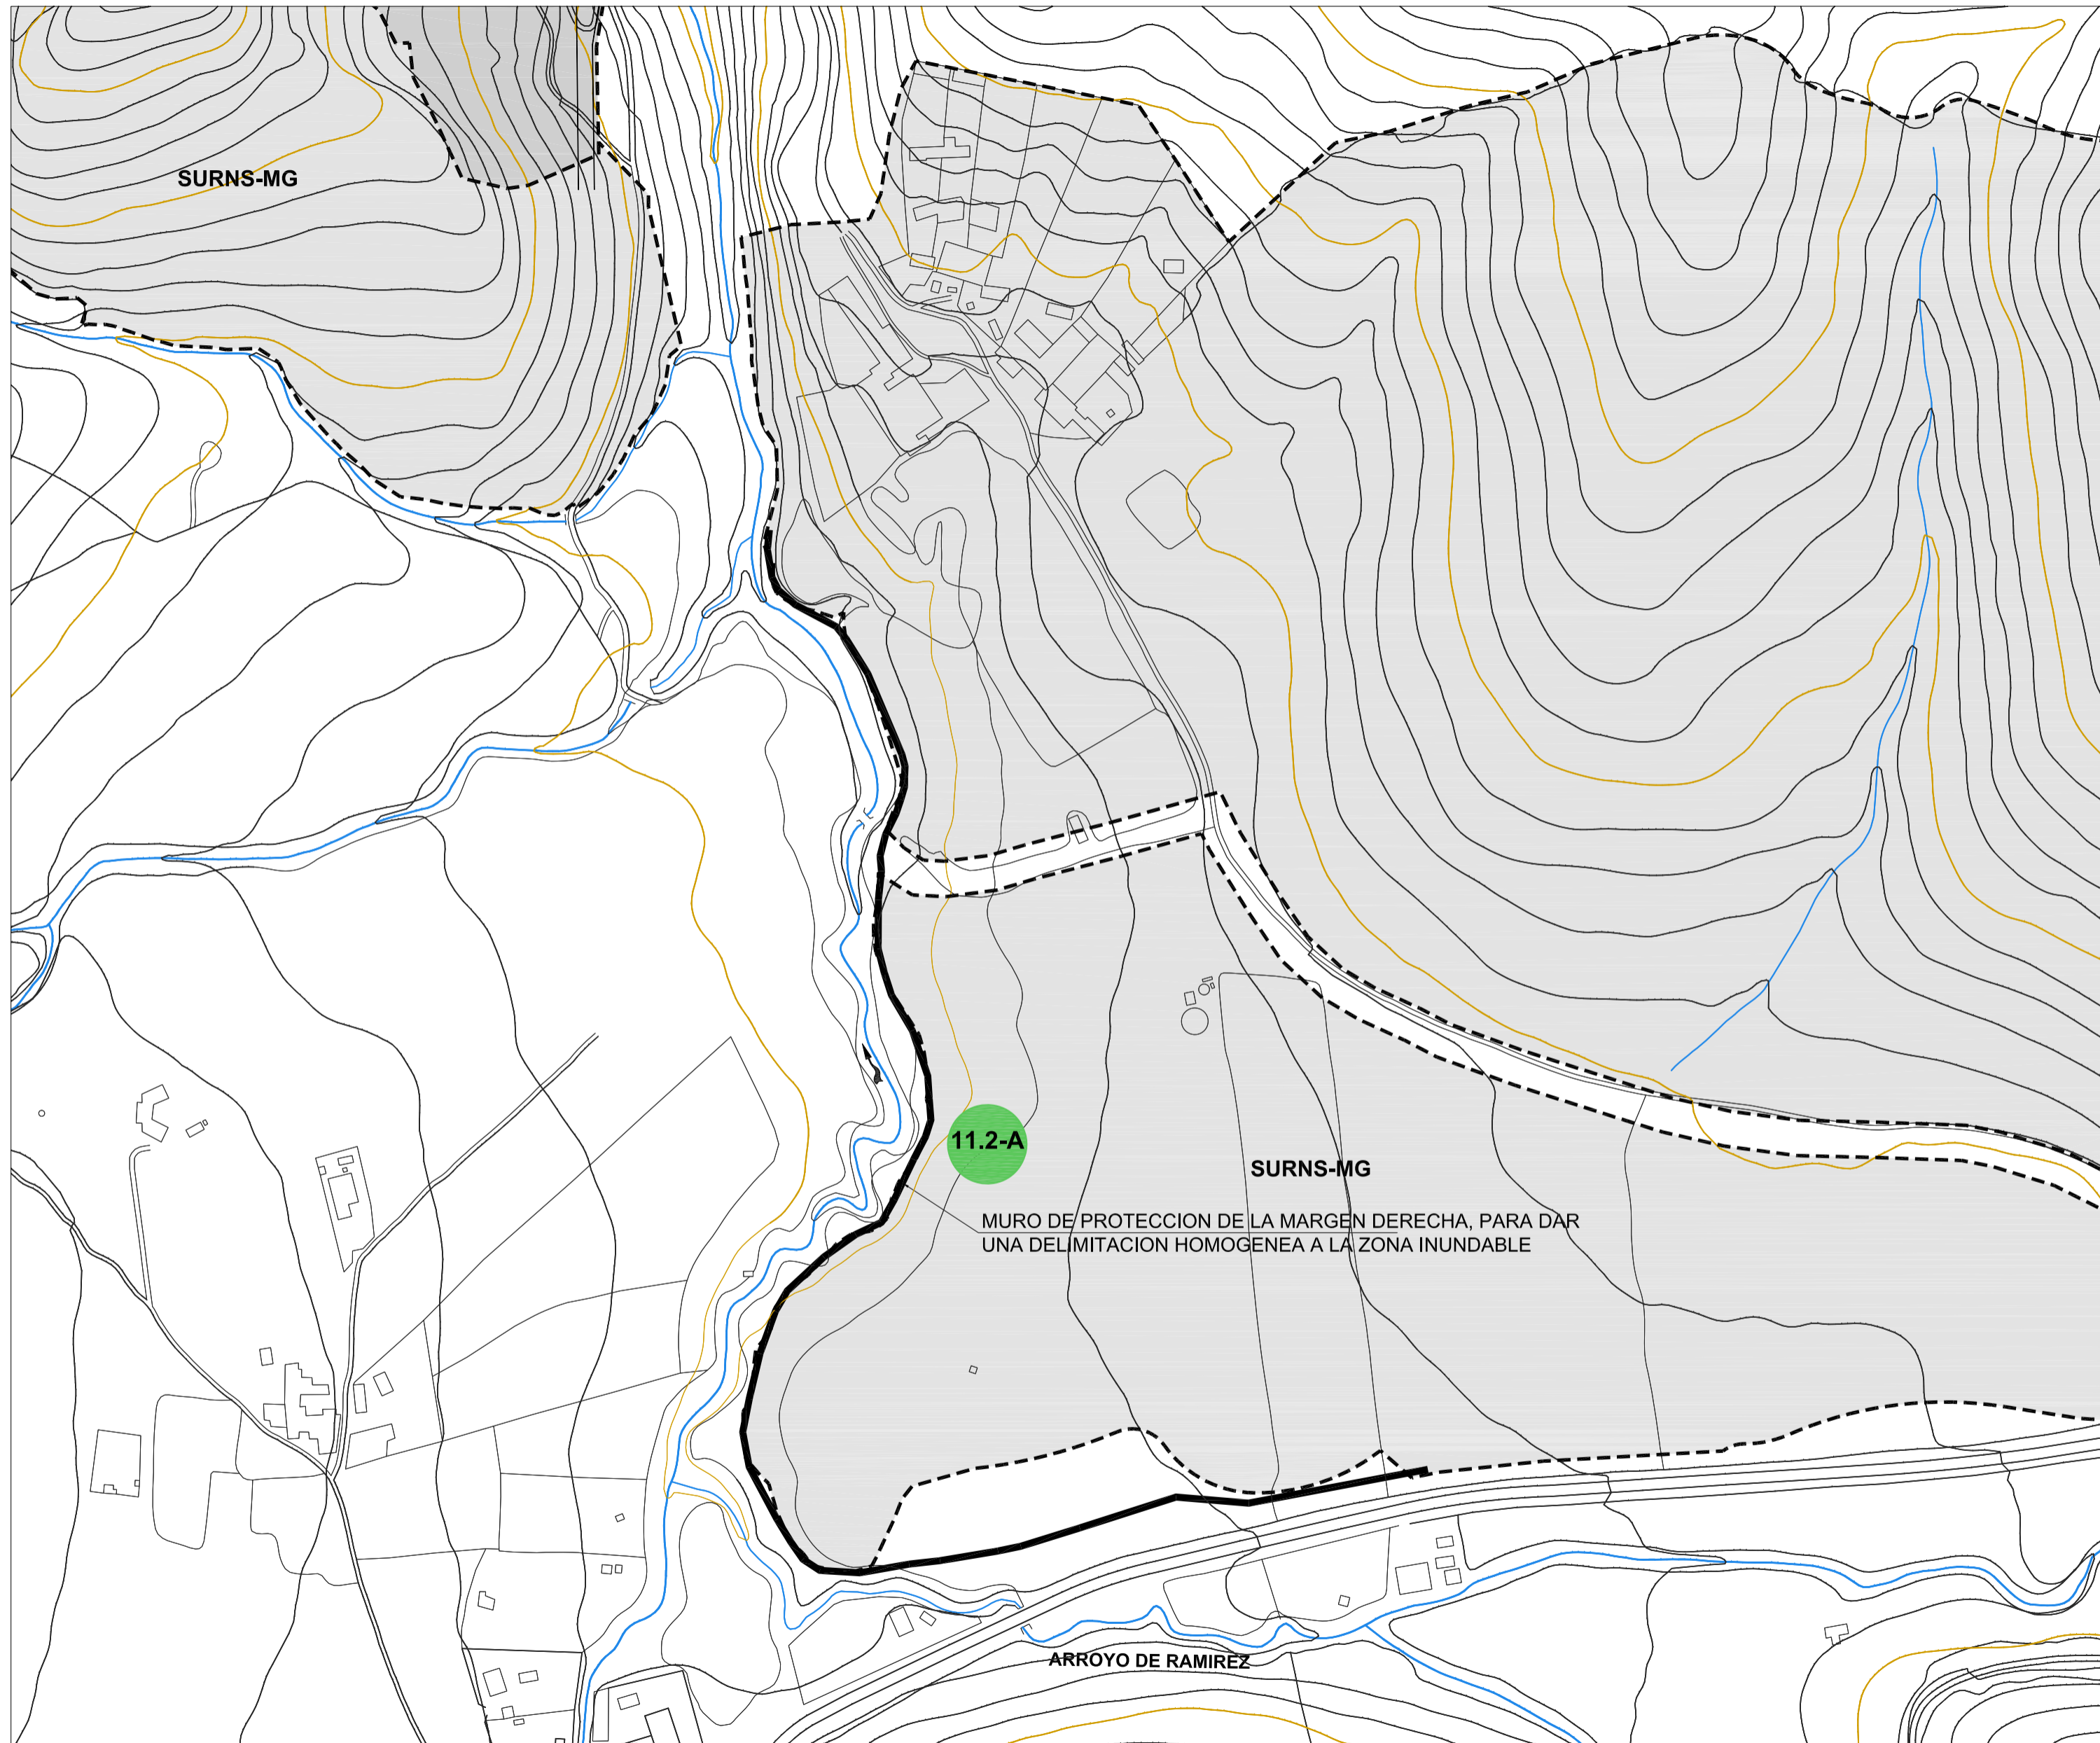 SURNS-MG
11.2-A
SURNS-MG
MURO DE PROTECCION DE LA MARGEN DERECHA, PARA DAR
UNA DELIMITACION HOMOGENEA A LA ZONA INUNDABLE
ARROYO DE RAMIREZ